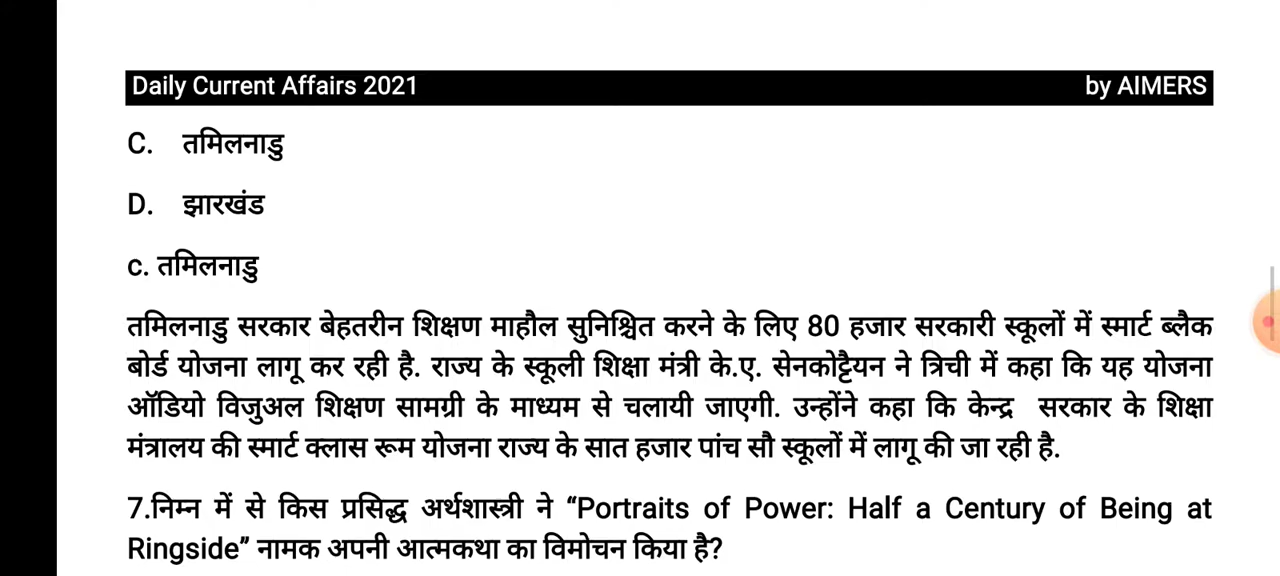 Daily Current Affairs 2021 by AIMERS
C. तमिलनाडु
D. झारखंड
c. तमिलनाडु
तमिलनाडु सरकार बेहतरीन शिक्षण माहौल सुनिश्चित करने के लिए 80 हजार सरकारी स्कूलों में स्मार्ट ब्लैक
बोर्ड योजना लागू कर रही है. राज्य के स्कूली शिक्षा मंत्री के.ए. सेनकोट्टैयन ने त्रिची में कहा कि यह योजना
ऑडियो विजुअल शिक्षण सामग्री के माध्यम से चलायी जाएगी. उन्होंने कहा कि केन्द्र सरकार के शिक्षा
मंत्रालय की स्मार्ट क्लास रूम योजना राज्य के सात हजार पांच सौ स्कूलों में लागू की जा रही है.
7.निम्न में से किस प्रसिद्ध अर्थशास्त्री ने “Portraits of Power: Half a Century of Being at
Ringside” नामक अपनी आत्मकथा का विमोचन किया है?